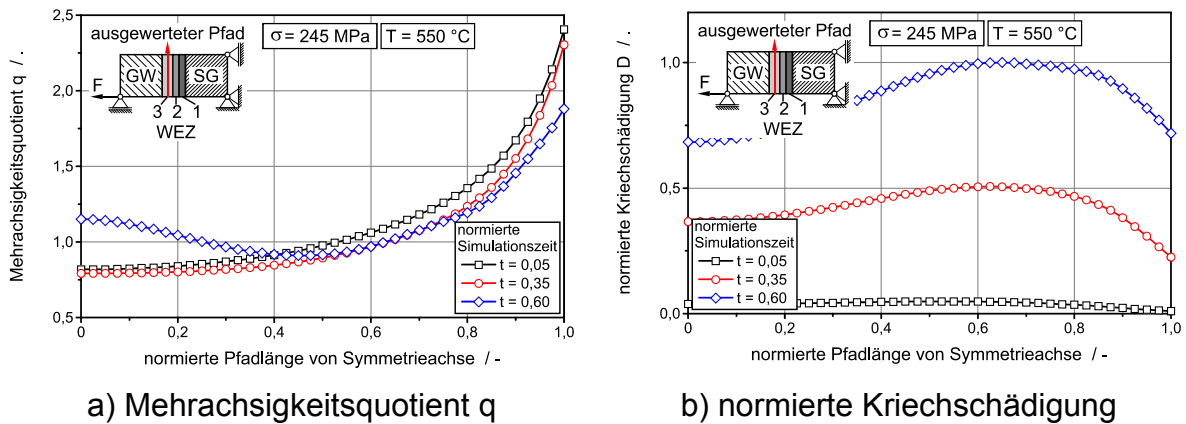 Mehrachsigkeitsquotient q / .
2,5
2,0
1,5
1,0
0,5
ausgewerteter Pfad
σ = 245 MPa
T = 550 °C
GW
SG
F
3 2 1
WEZ
normierte
Simulationszeit
t = 0,05
t = 0,35
t = 0,60
0 0,2 0,4 0,6 0,8 1,0
normierte Pfadlänge von Symmetrieachse / -
a) Mehrachsigkeitsquotient q
normierte Kriechschädigung D / .
1,0
0,5
0,0
ausgewerteter Pfad
σ = 245 MPa
T = 550 °C
GW
SG
F
3 2 1
WEZ
normierte
Simulationszeit
t = 0,05
t = 0,35
t = 0,60
0 0,2 0,4 0,6 0,8 1,0
normierte Pfadlänge von Symmetrieachse / -
b) normierte Kriechschädigung